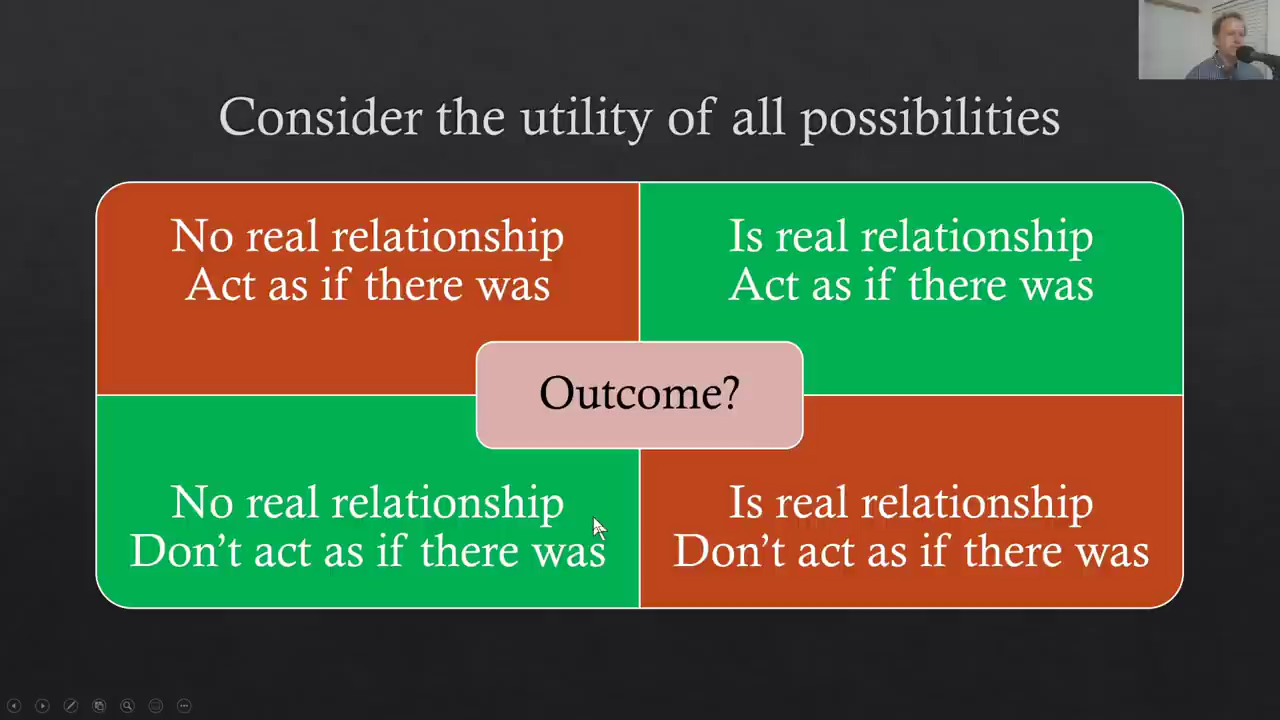 Consider the utility of all possibilities
No real relationship
Act as if there was
Is real relationship
Act as if there was
Outcome?
No real relationship
Don't act as if there was
Is real relationship
Don't act as if there was